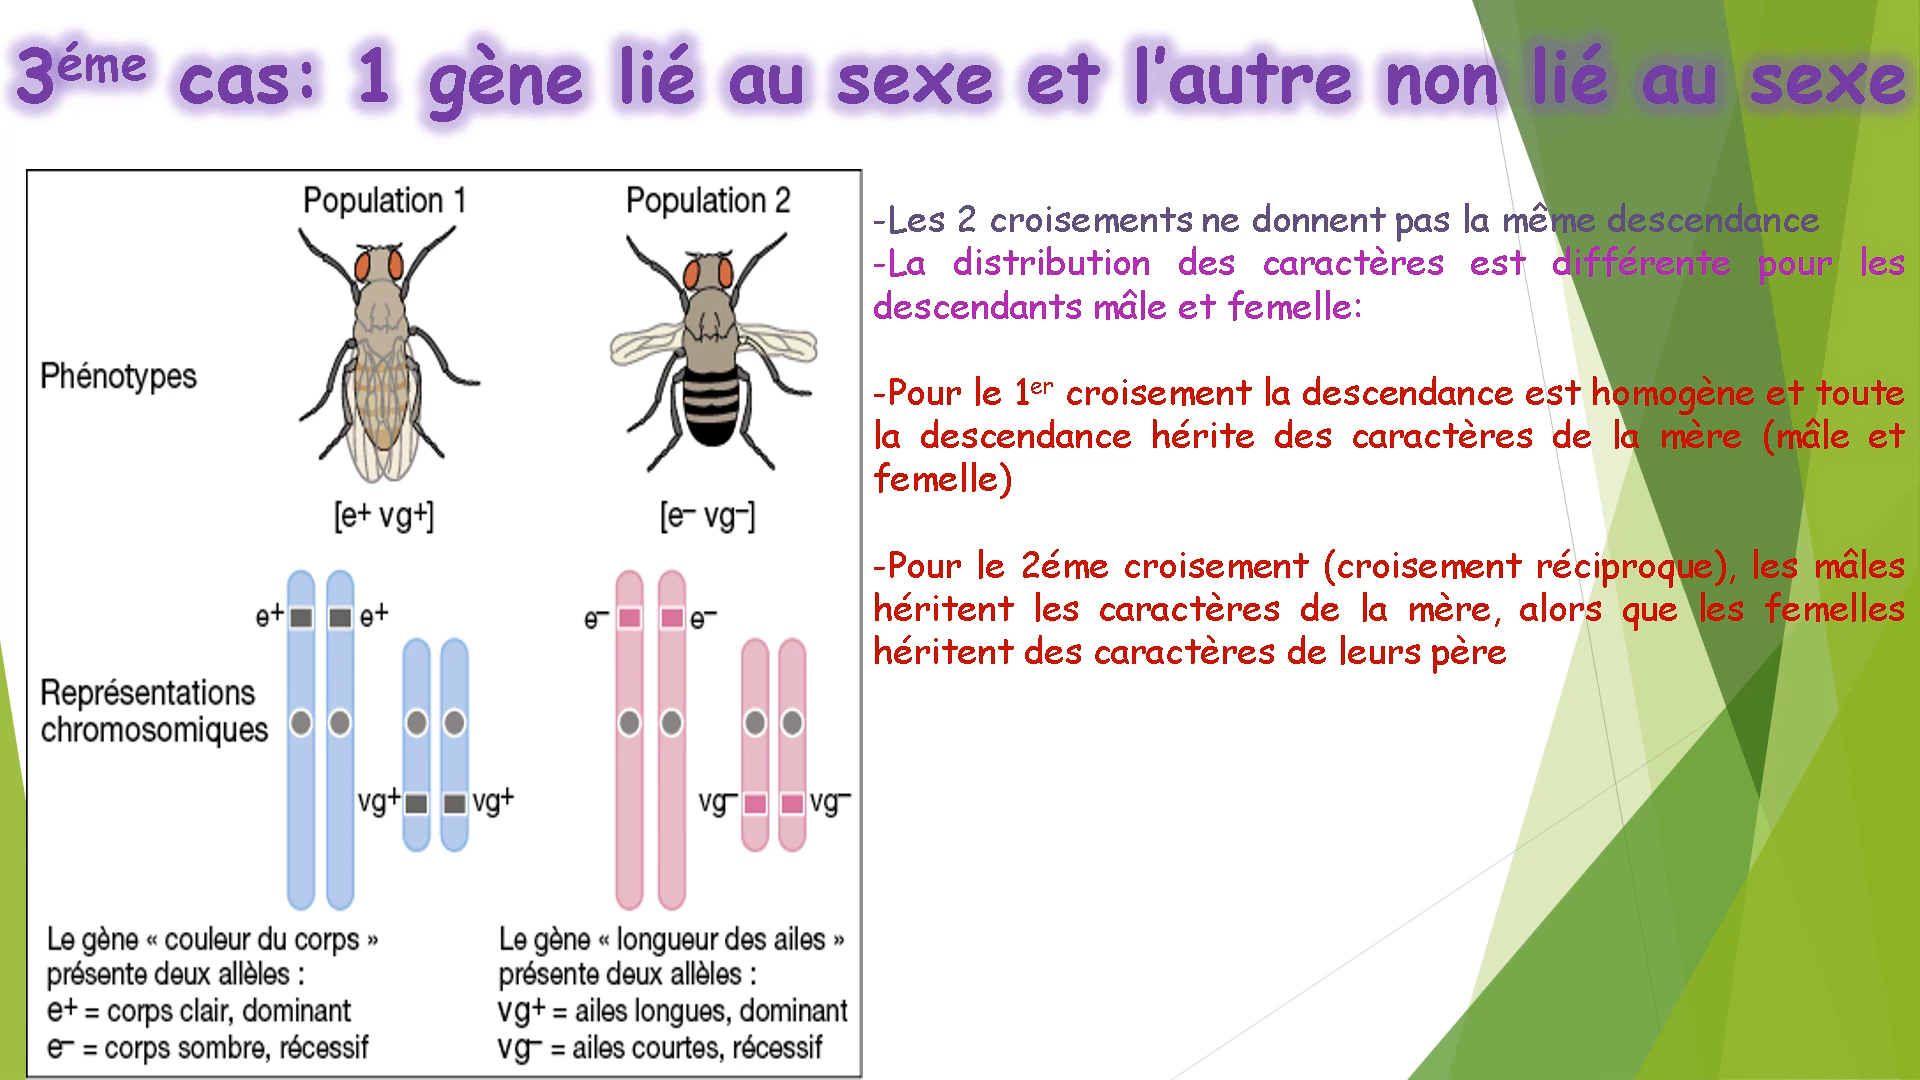 3éme cas: 1 gène lié au sexe et l’autre non lié au sexe
Population 1
Population 2
Phénotypes
[e+ vg+]
[e– vg–]
e+
e+
e–
e–
Représentations
chromosomiques
vg+
vg+
vg–
vg–
Le gène « couleur du corps »
présente deux allèles :
e+ = corps clair, dominant
e– = corps sombre, récessif
Le gène « longueur des ailes »
présente deux allèles :
vg+ = ailes longues, dominant
vg– = ailes courtes, récessif
-Les 2 croisements ne donnent pas la même descendance
-La distribution des caractères est différente pour les
descendants mâle et femelle:
-Pour le 1er croisement la descendance est homogène et toute
la descendance hérite des caractères de la mère (mâle et
femelle)
-Pour le 2éme croisement (croisement réciproque), les mâles
héritent les caractères de la mère, alors que les femelles
héritent des caractères de leurs père